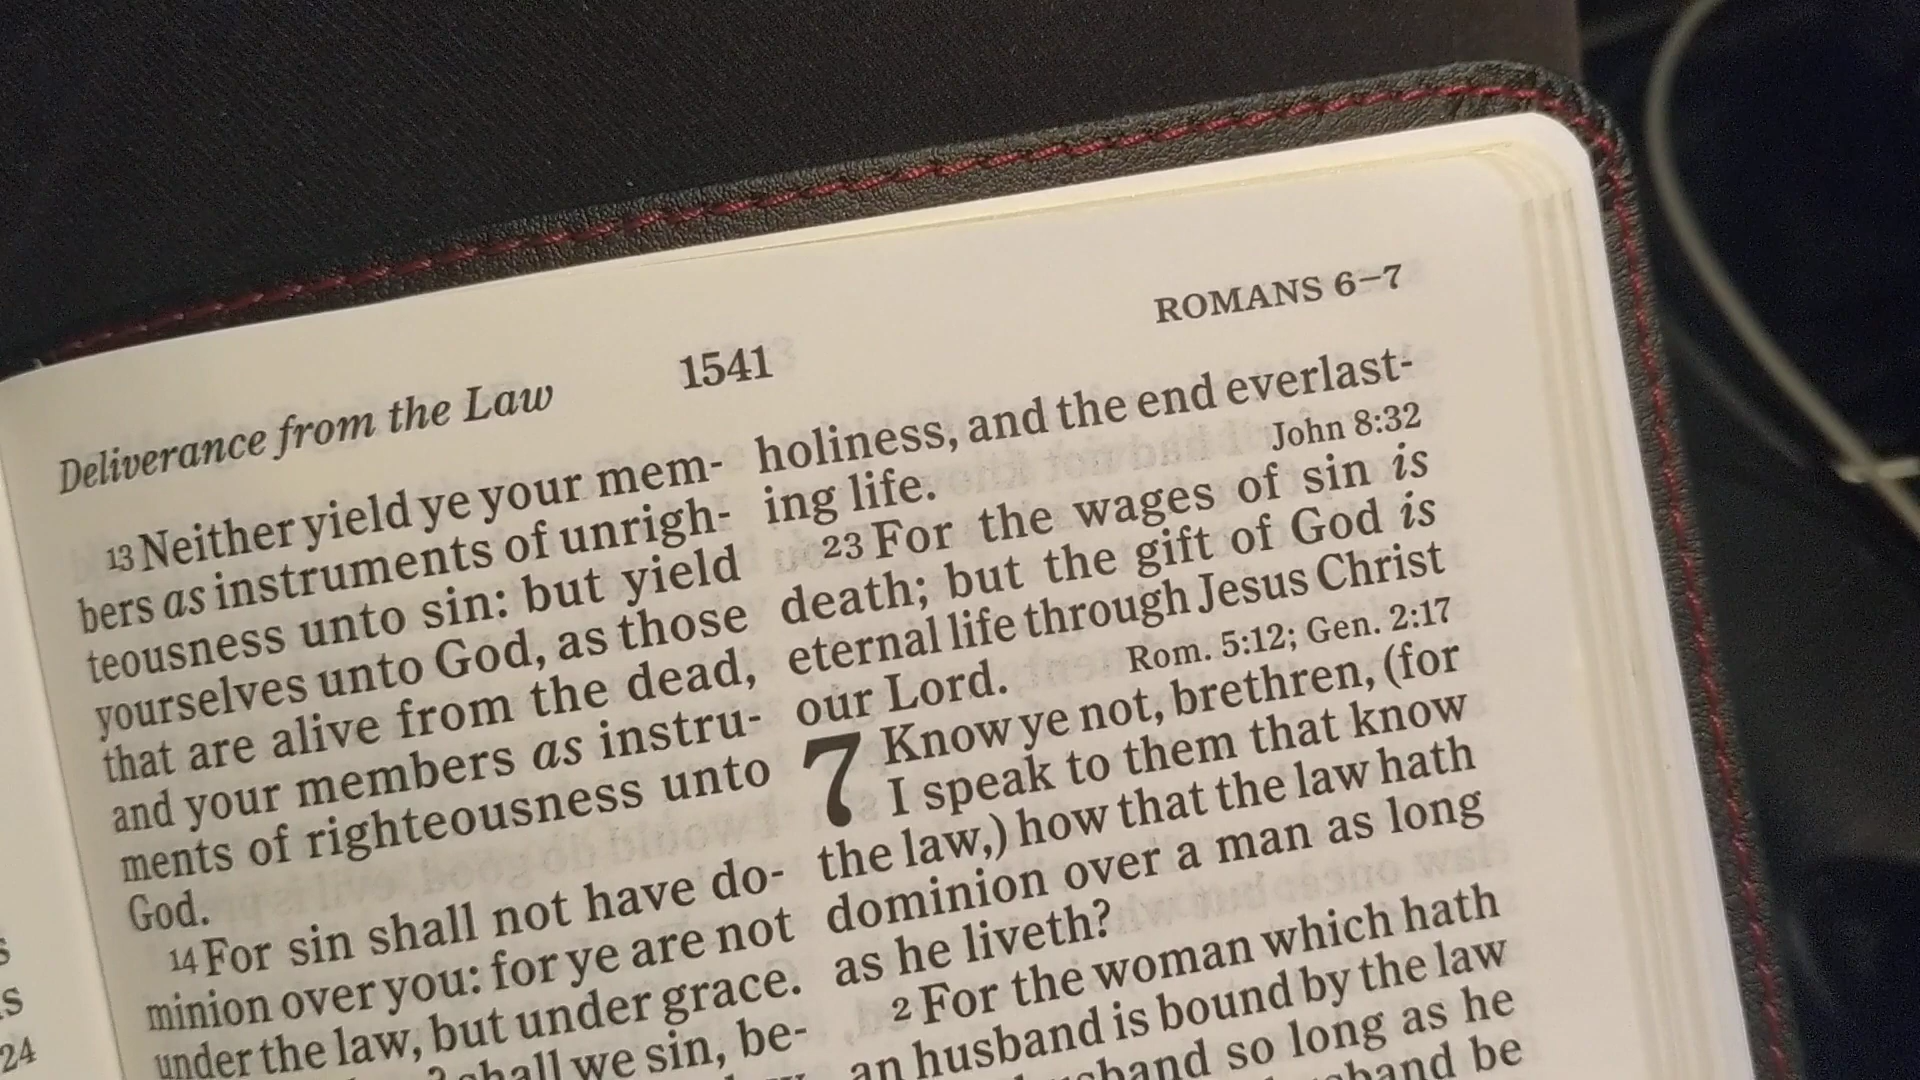 Deliverance from the Law
1541
ROMANS 6–7
13 Neither yield ye your mem-
bers as instruments of unrigh-
teousness unto sin: but yield
yourselves unto God, as those
that are alive from the dead,
and your members as instru-
ments of righteousness unto
God.
14 For sin shall not have do-
minion over you: for ye are not
under the law, but under grace.
shall we sin, be-
holiness, and the end everlast-
ing life.
John 8:32
23 For the wages of sin is
death; but the gift of God is
eternal life through Jesus Christ
our Lord.
Rom. 5:12; Gen. 2:17
7 Know ye not, brethren, (for
I speak to them that know
the law,) how that the law hath
dominion over a man as long
as he liveth?
2 For the woman which hath
an husband is bound by the law
so long as he
be
24